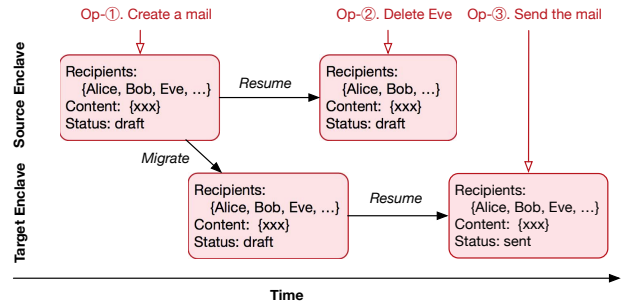 Op-①. Create a mail
Op-②. Delete Eve
Op-③. Send the mail
Source Enclave
Recipients:
{Alice, Bob, Eve, ...}
Content: {xxx}
Status: draft
Resume
Recipients:
{Alice, Bob, ...}
Content: {xxx}
Status: draft
Migrate
Target Enclave
Recipients:
{Alice, Bob, Eve, ...}
Content: {xxx}
Status: draft
Resume
Recipients:
{Alice, Bob, Eve, ...}
Content: {xxx}
Status: sent
Time